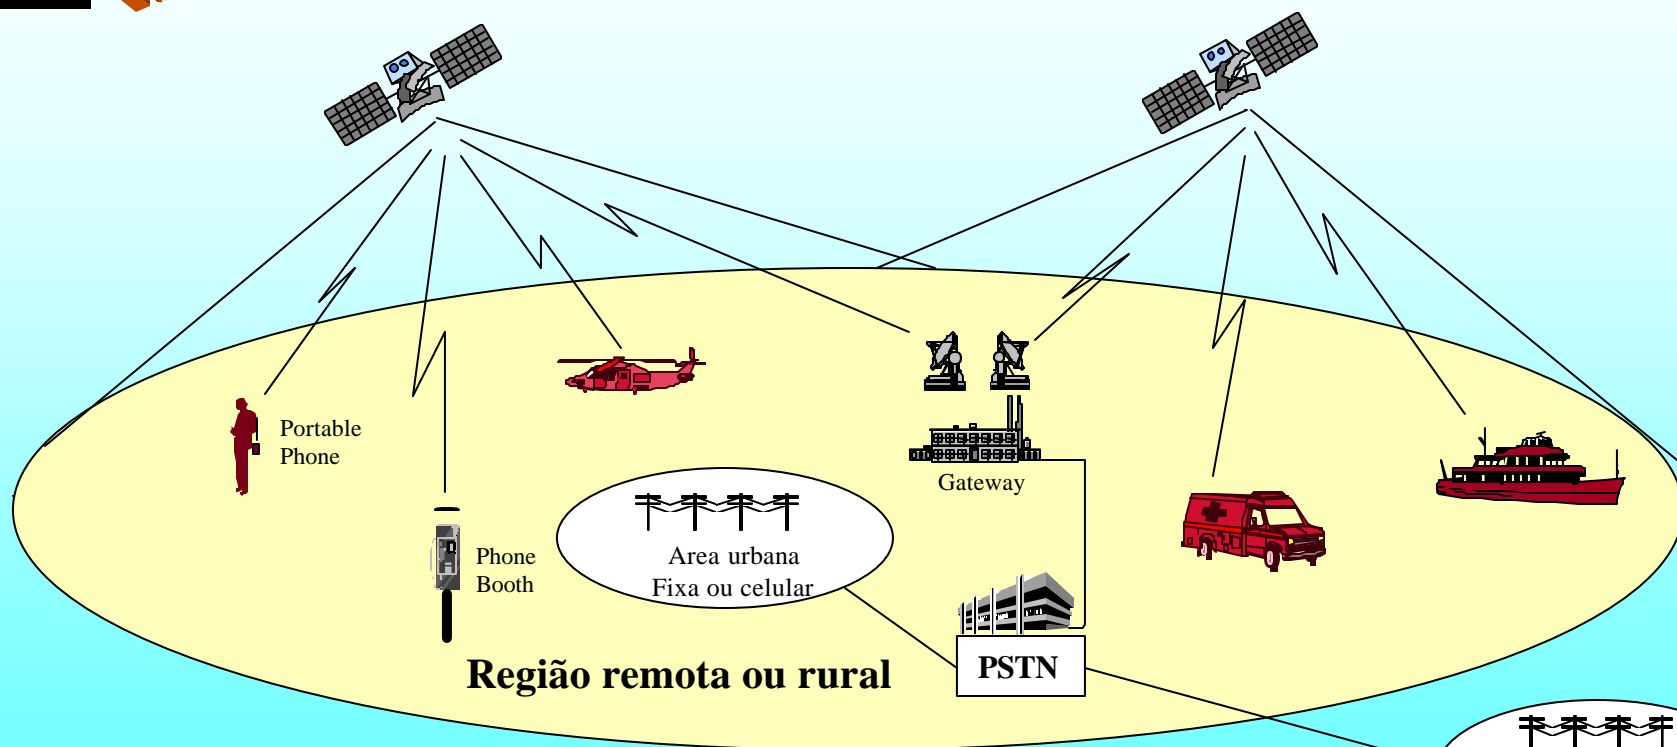 Portable
Phone
Gateway
Phone
Booth
Area urbana
Fixa ou celular
Região remota ou rural
PSTN